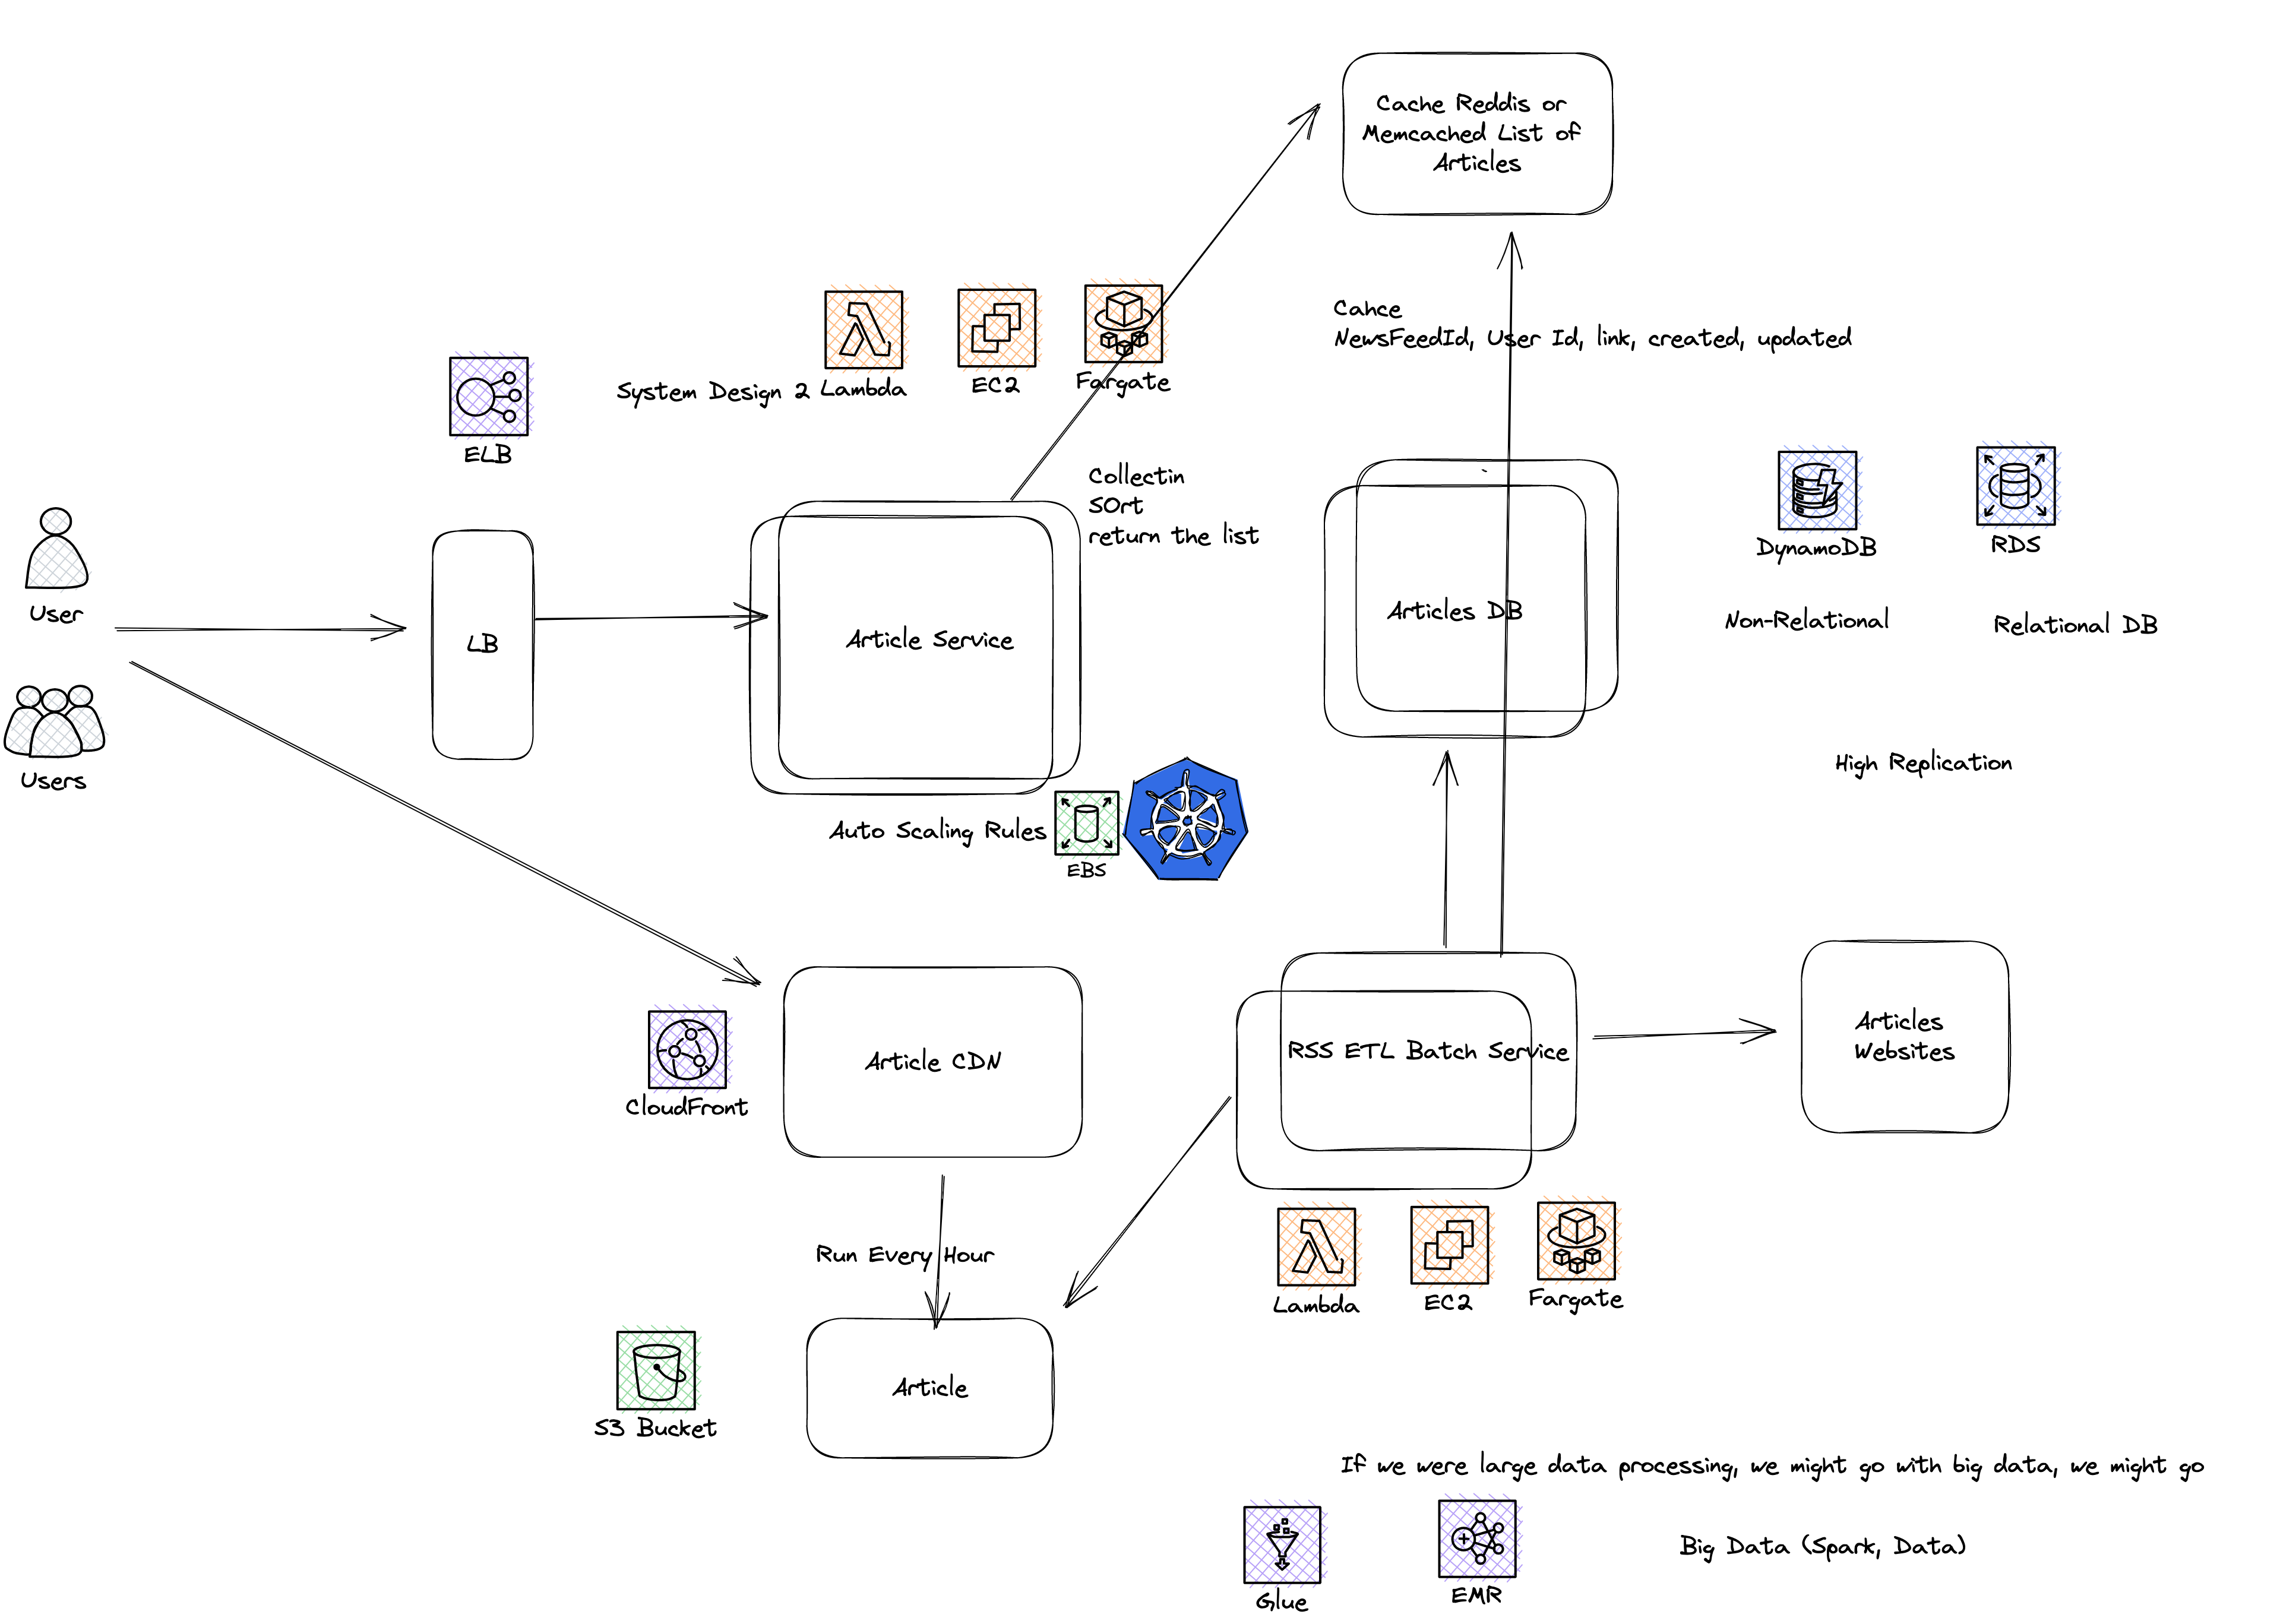 Cache Reddis or
Memcached List of
Articles
Cahce
NewsFeedId, User Id, link, created, updated
System Design 2
Lambda
EC2
Fargate
ELB
Collectin
SOrt
return the list
DynamoDB
RDS
User
LB
Article Service
Articles DB
Non-Relational
Relational DB
Users
High Replication
Auto Scaling Rules
EBS
Articles
Websites
Article CDN
RSS ETL Batch Service
CloudFront
Run Every Hour
Lambda
EC2
Fargate
Article
S3 Bucket
If we were large data processing, we might go with big data, we might go
Big Data (Spark, Data)
Glue
EMR